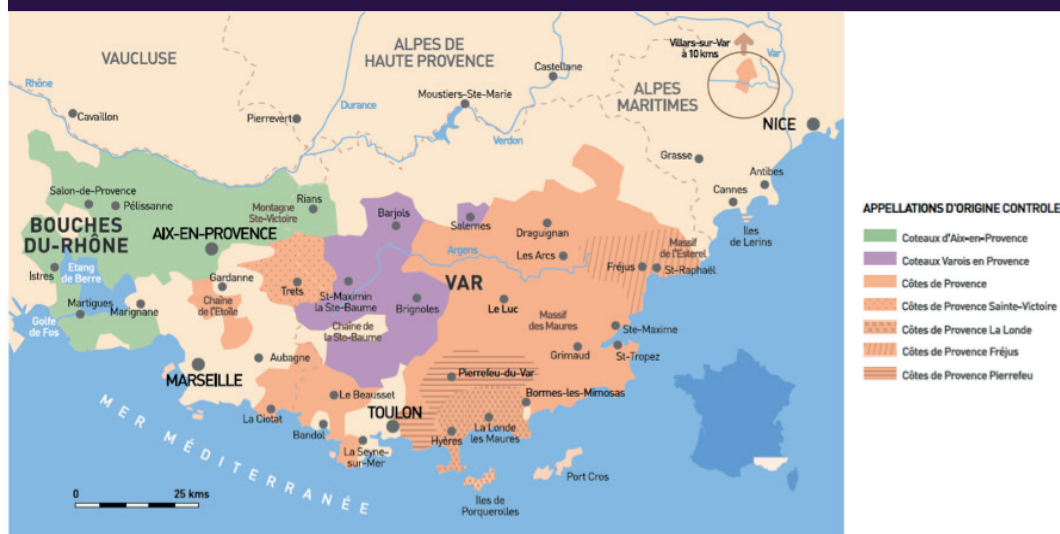 Villars-sur-Var
à 10 kms
Var
VAUCLUSE
ALPES DE
HAUTE PROVENCE
Castellane
Rhône
Durance
Moustiers-Ste-Marie
ALPES
MARITIMES
Cavaillon
Pierrevert
Verdon
NICE
Grasse
Antibes
Cannes
Iles
de Lerins
Salon-de-Provence
Pélissanne
Rians
Montagne
Ste-Victoire
Barjols
Salernes
BOUCHES
DU-RHÔNE
AIX-EN-PROVENCE
Draguignan
Argens
Les Arcs
Massif
de l'Esterel
Fréjus
St-Raphaël
Istres
Etang
de Berre
Gardanne
Trets
St-Maximin
la Ste-Baume
VAR
Martigues
Marignane
Chaîne
de l'Etoile
Brignoles
Le Luc
Golfe
de Fos
Chaîne de
la Ste-Baume
Massif
des Maures
Ste-Maxime
Grimaud
St-Tropez
Aubagne
MARSEILLE
Pierrefeu-du-Var
Le Beausset
Bormes-les-Mimosas
La Ciotat
TOULON
Bandol
La Londe
les Maures
Hyères
La Seyne-
sur-Mer
MER MÉDITERRANÉE
Port Cros
Iles de
Porquerolles
0 25 kms
APPELLATIONS D'ORIGINE CONTROLE
Coteaux d'Aix-en-Provence
Coteaux Varois en Provence
Côtes de Provence
Côtes de Provence Sainte-Victoire
Côtes de Provence La Londe
Côtes de Provence Fréjus
Côtes de Provence Pierrefeu